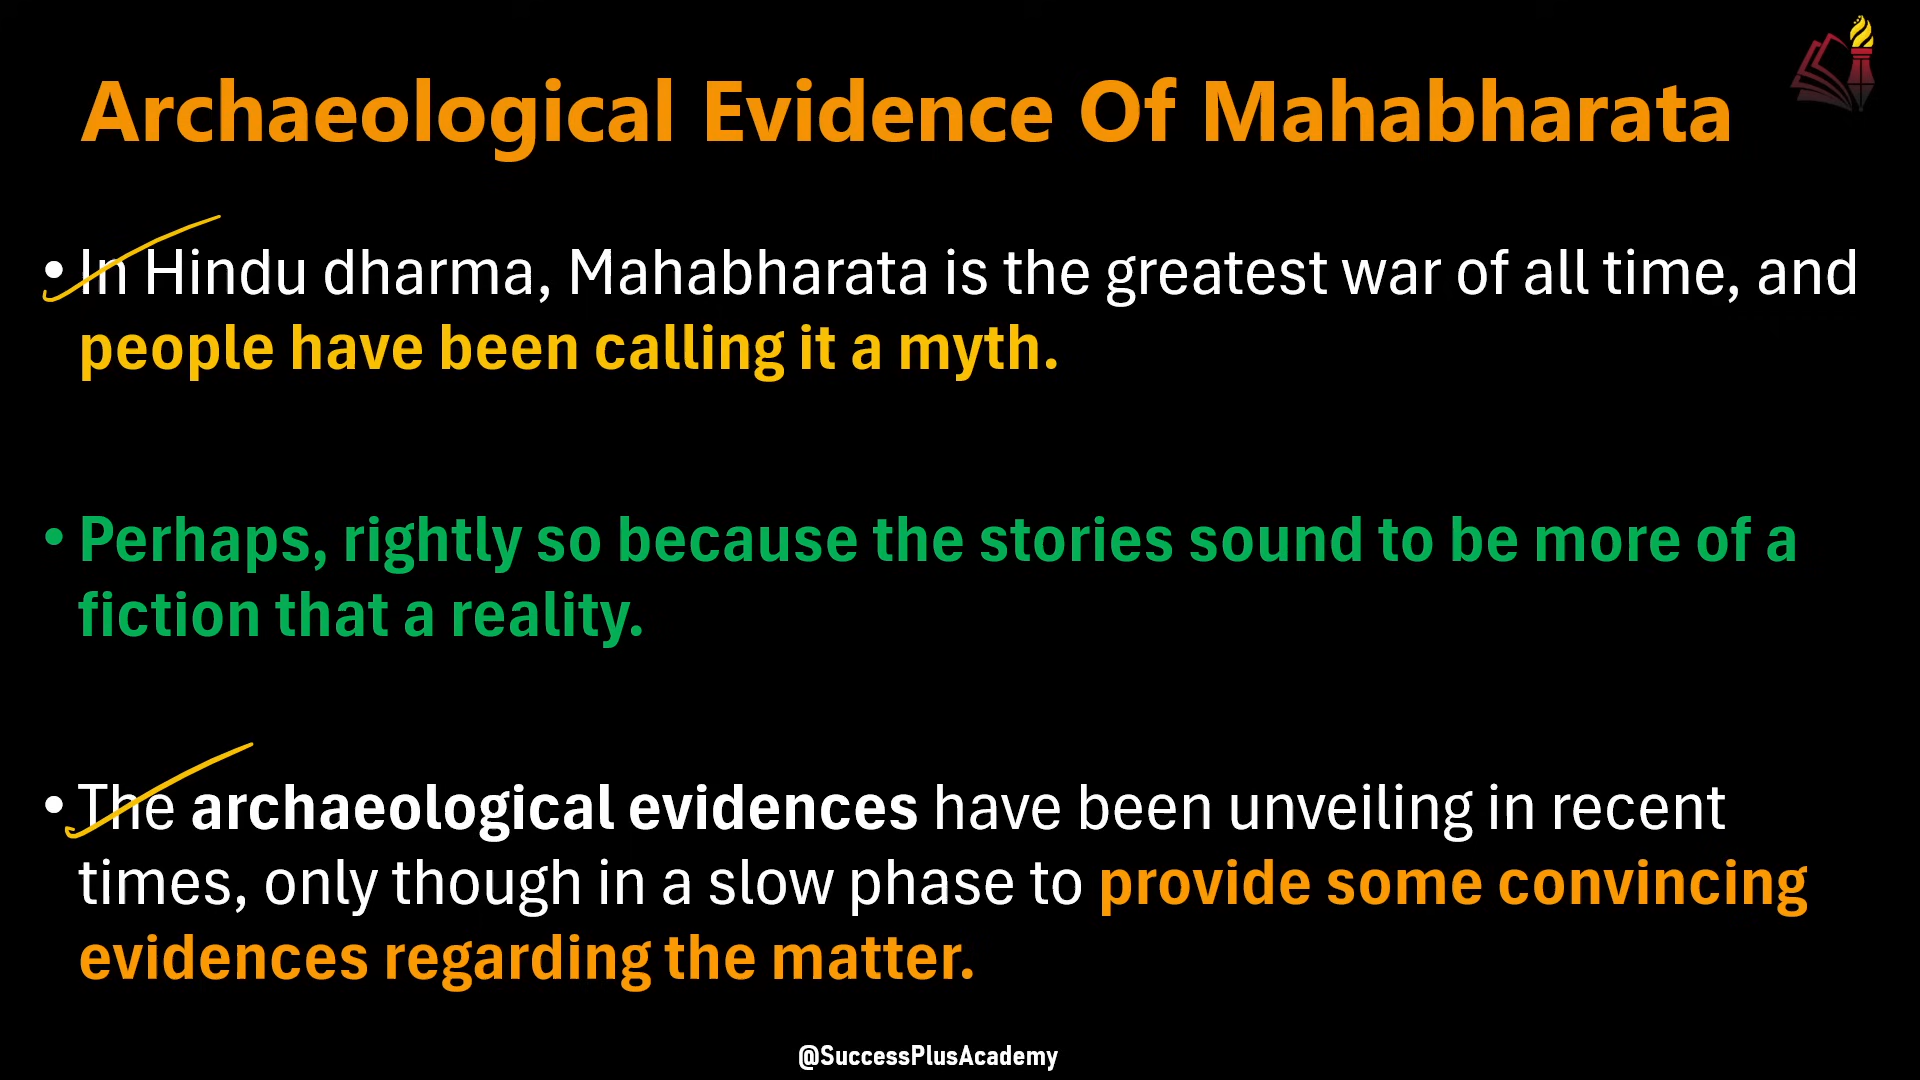 Archaeological Evidence Of Mahabharata
• In Hindu dharma, Mahabharata is the greatest war of all time, and
people have been calling it a myth.
• Perhaps, rightly so because the stories sound to be more of a
fiction that a reality.
• The archaeological evidences have been unveiling in recent
times, only though in a slow phase to provide some convincing
evidences regarding the matter.
@SuccessPlusAcademy